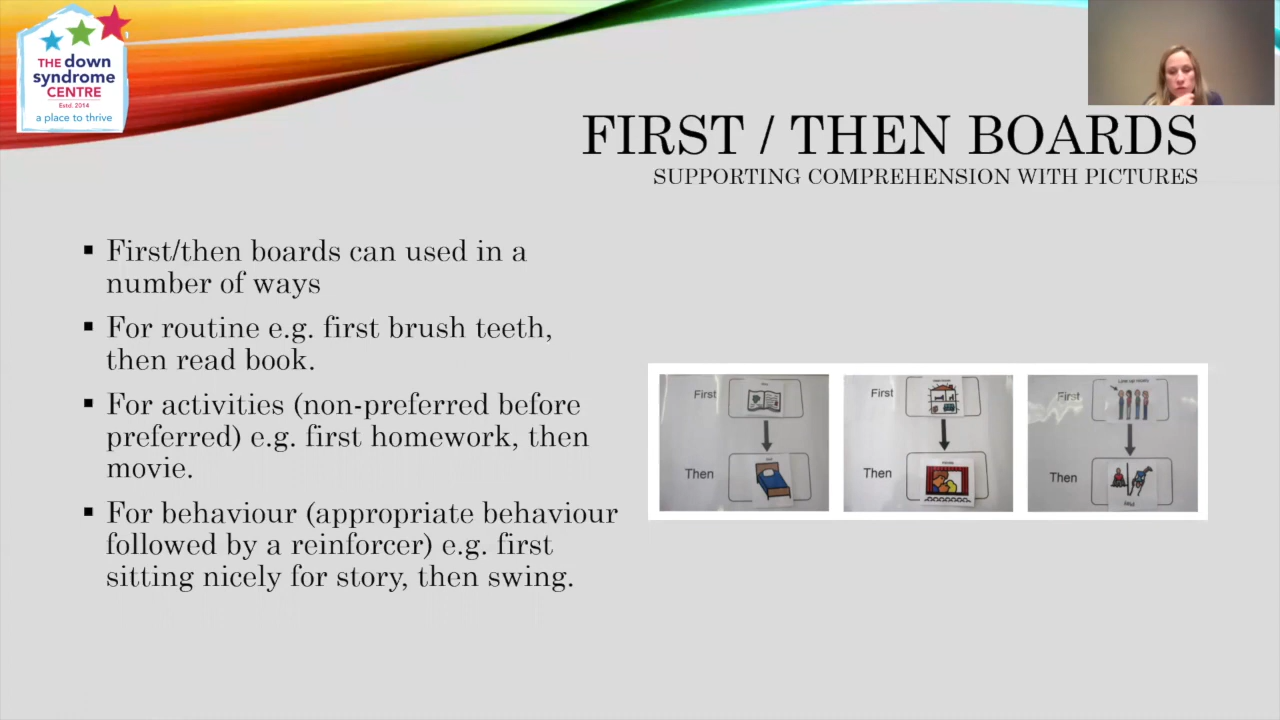 THE down
syndrome
CENTRE
Estd. 2014
a place to thrive
FIRST / THEN BOARDS
SUPPORTING COMPREHENSION WITH PICTURES
▪ First/then boards can used in a
number of ways
▪ For routine e.g. first brush teeth,
then read book.
▪ For activities (non-preferred before
preferred) e.g. first homework, then
movie.
▪ For behaviour (appropriate behaviour
followed by a reinforcer) e.g. first
sitting nicely for story, then swing.
First
Then
First
Then
First
Line up nicely
Then